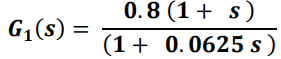 G₁(s) = 0.8 (1 + s) / (1 + 0.0625 s)